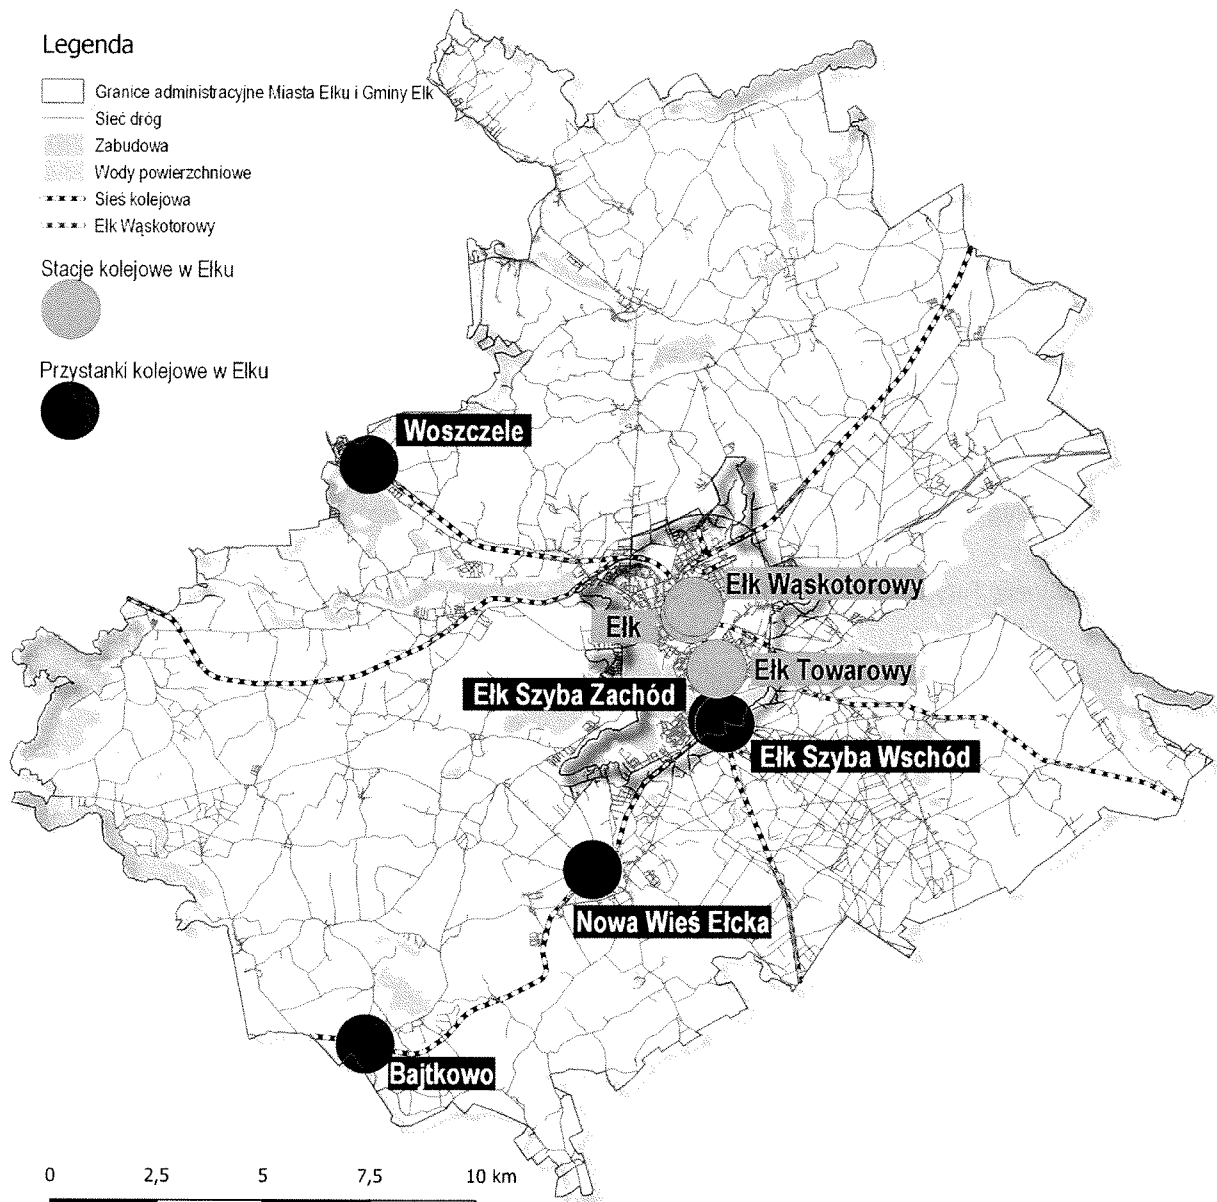 Legenda
Granice administracyjne Miasta Ełku i Gminy Ełk
Sieć dróg
Zabudowa
Wody powierzchniowe
Sieś kolejowa
Ełk Wąskotorowy
Stacje kolejowe w Ełku
Przystanki kolejowe w Ełku
Woszczele
Ełk Wąskotorowy
Ełk
Ełk Towarowy
Ełk Szyba Zachód
Ełk Szyba Wschód
Nowa Wieś Ełcka
Bajtkowo
0 2,5 5 7,5 10 km